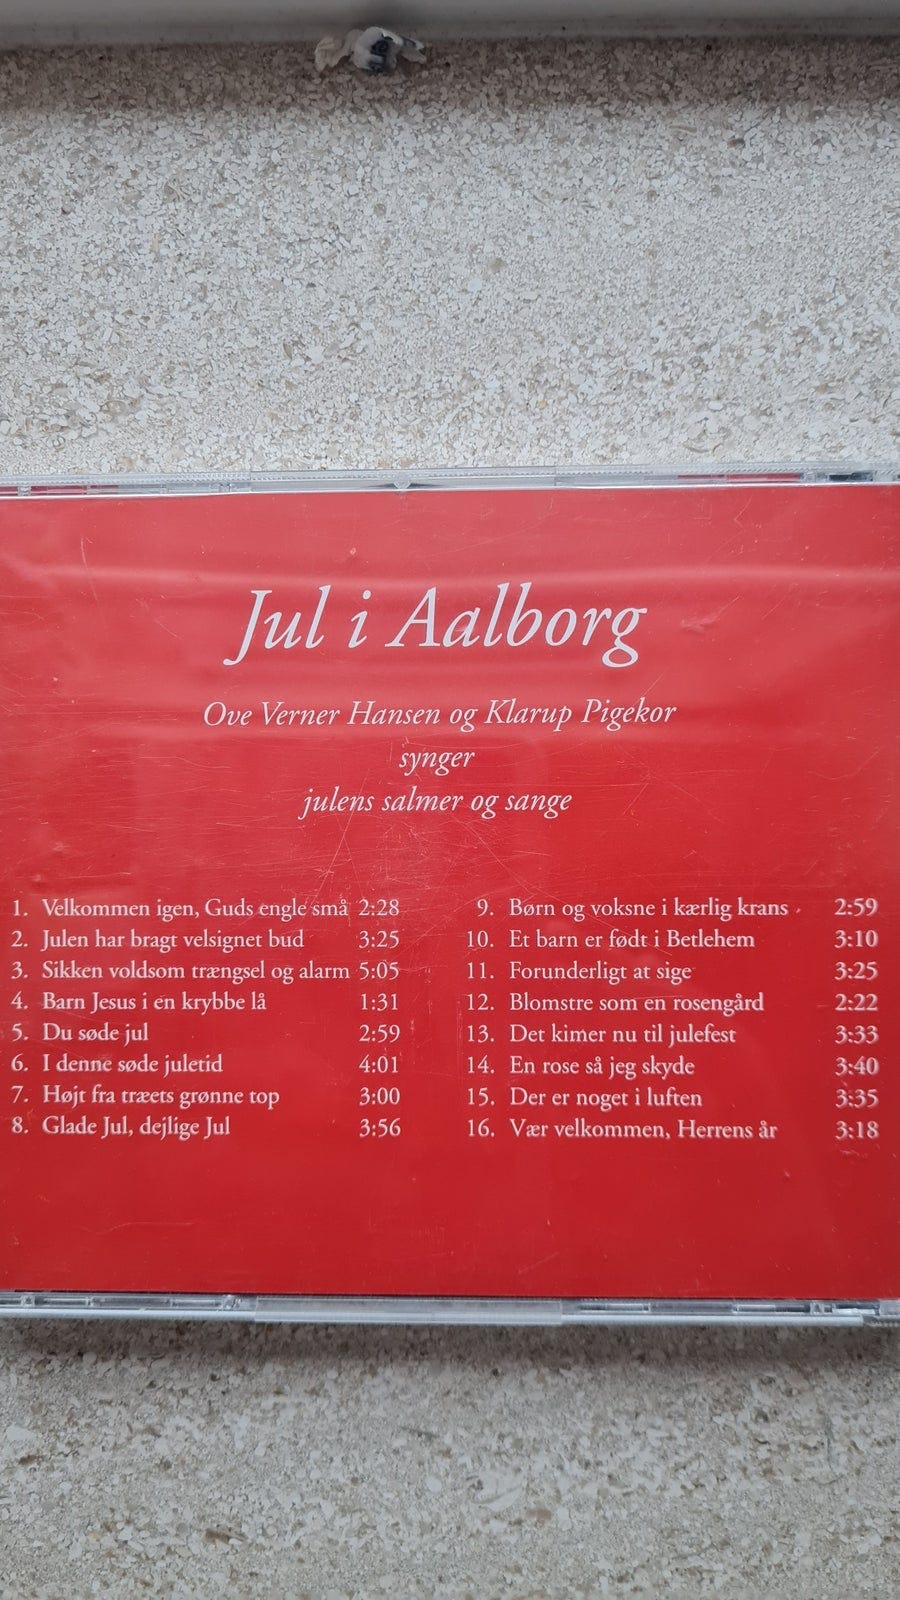 Jul i Aalborg
Ove Verner Hansen og Klarup Pigekor
synger
julens salmer og sange
1. Velkommen igen, Guds engle små 2:28
2. Julen har bragt velsignet bud 3:25
3. Sikken voldsom trængsel og alarm 5:05
4. Barn Jesus i en krybbe lå 1:31
5. Du søde jul 2:59
6. I denne søde juletid 4:01
7. Højt fra træets grønne top 3:00
8. Glade Jul, dejlige Jul 3:56
9. Børn og voksne i kærlig krans 2:59
10. Et barn er født i Betlehem 3:10
11. Forunderligt at sige 3:25
12. Blomstre som en rosengård 2:22
13. Det kimer nu til julefest 3:33
14. En rose så jeg skyde 3:40
15. Der er noget i luften 3:35
16. Vær velkommen, Herrens år 3:18